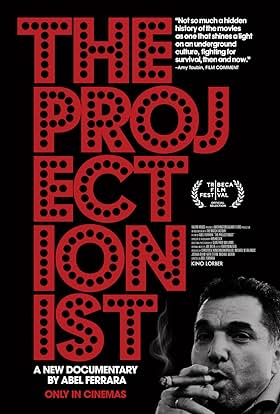 "Not so much a hidden
history of the movies
as one that shines a light
on an underground
culture, fighting for
survival, then and now."
-Amy Taubin, FILM COMMENT
THE
PROJ
ECT
ION
IST
TRIBECA
FILM
FESTIVAL
OFFICIAL
SELECTION
KINO LORBER
A NEW DOCUMENTARY
BY ABEL FERRARA
ONLY IN CINEMAS